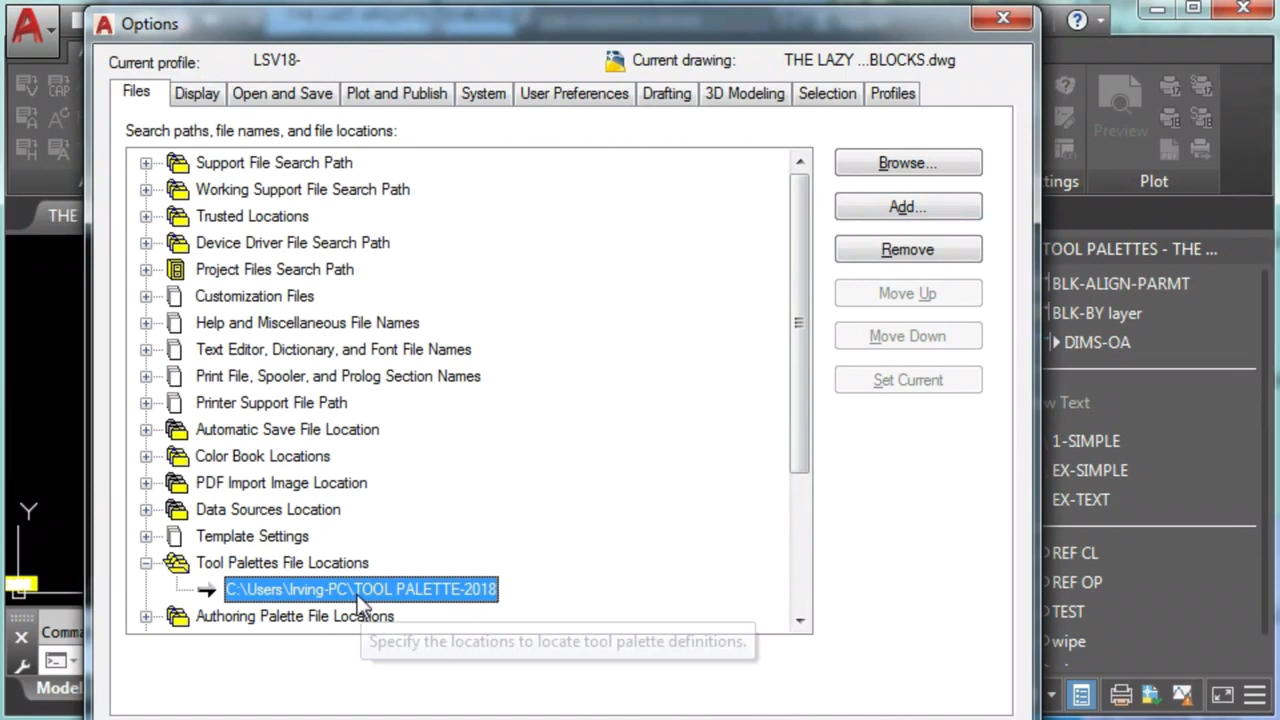 Options
Current profile:
LSV18-
Current drawing:
THE LAZY ...BLOCKS.dwg
Files
Display
Open and Save
Plot and Publish
System
User Preferences
Drafting
3D Modeling
Selection
Profiles
Search paths, file names, and file locations:
Support File Search Path
Working Support File Search Path
Trusted Locations
Device Driver File Search Path
Project Files Search Path
Customization Files
Help and Miscellaneous File Names
Text Editor, Dictionary, and Font File Names
Print File, Spooler, and Prolog Section Names
Printer Support File Path
Automatic Save File Location
Color Book Locations
PDF Import Image Location
Data Sources Location
Template Settings
Tool Palettes File Locations
C:\Users\Irving-PC\TOOL PALETTE-2018
Authoring Palette File Locations
Specify the locations to locate tool palette definitions.
Browse...
Add...
Remove
Move Up
Move Down
Set Current
CAP
THE
Y
Comma
Model
Preview
tings
Plot
TOOL PALETTES - THE ...
BLK-ALIGN-PARMT
BLK-BY layer
DIMS-OA
w Text
1-SIMPLE
EX-SIMPLE
EX-TEXT
REF CL
REF OP
TEST
wipe